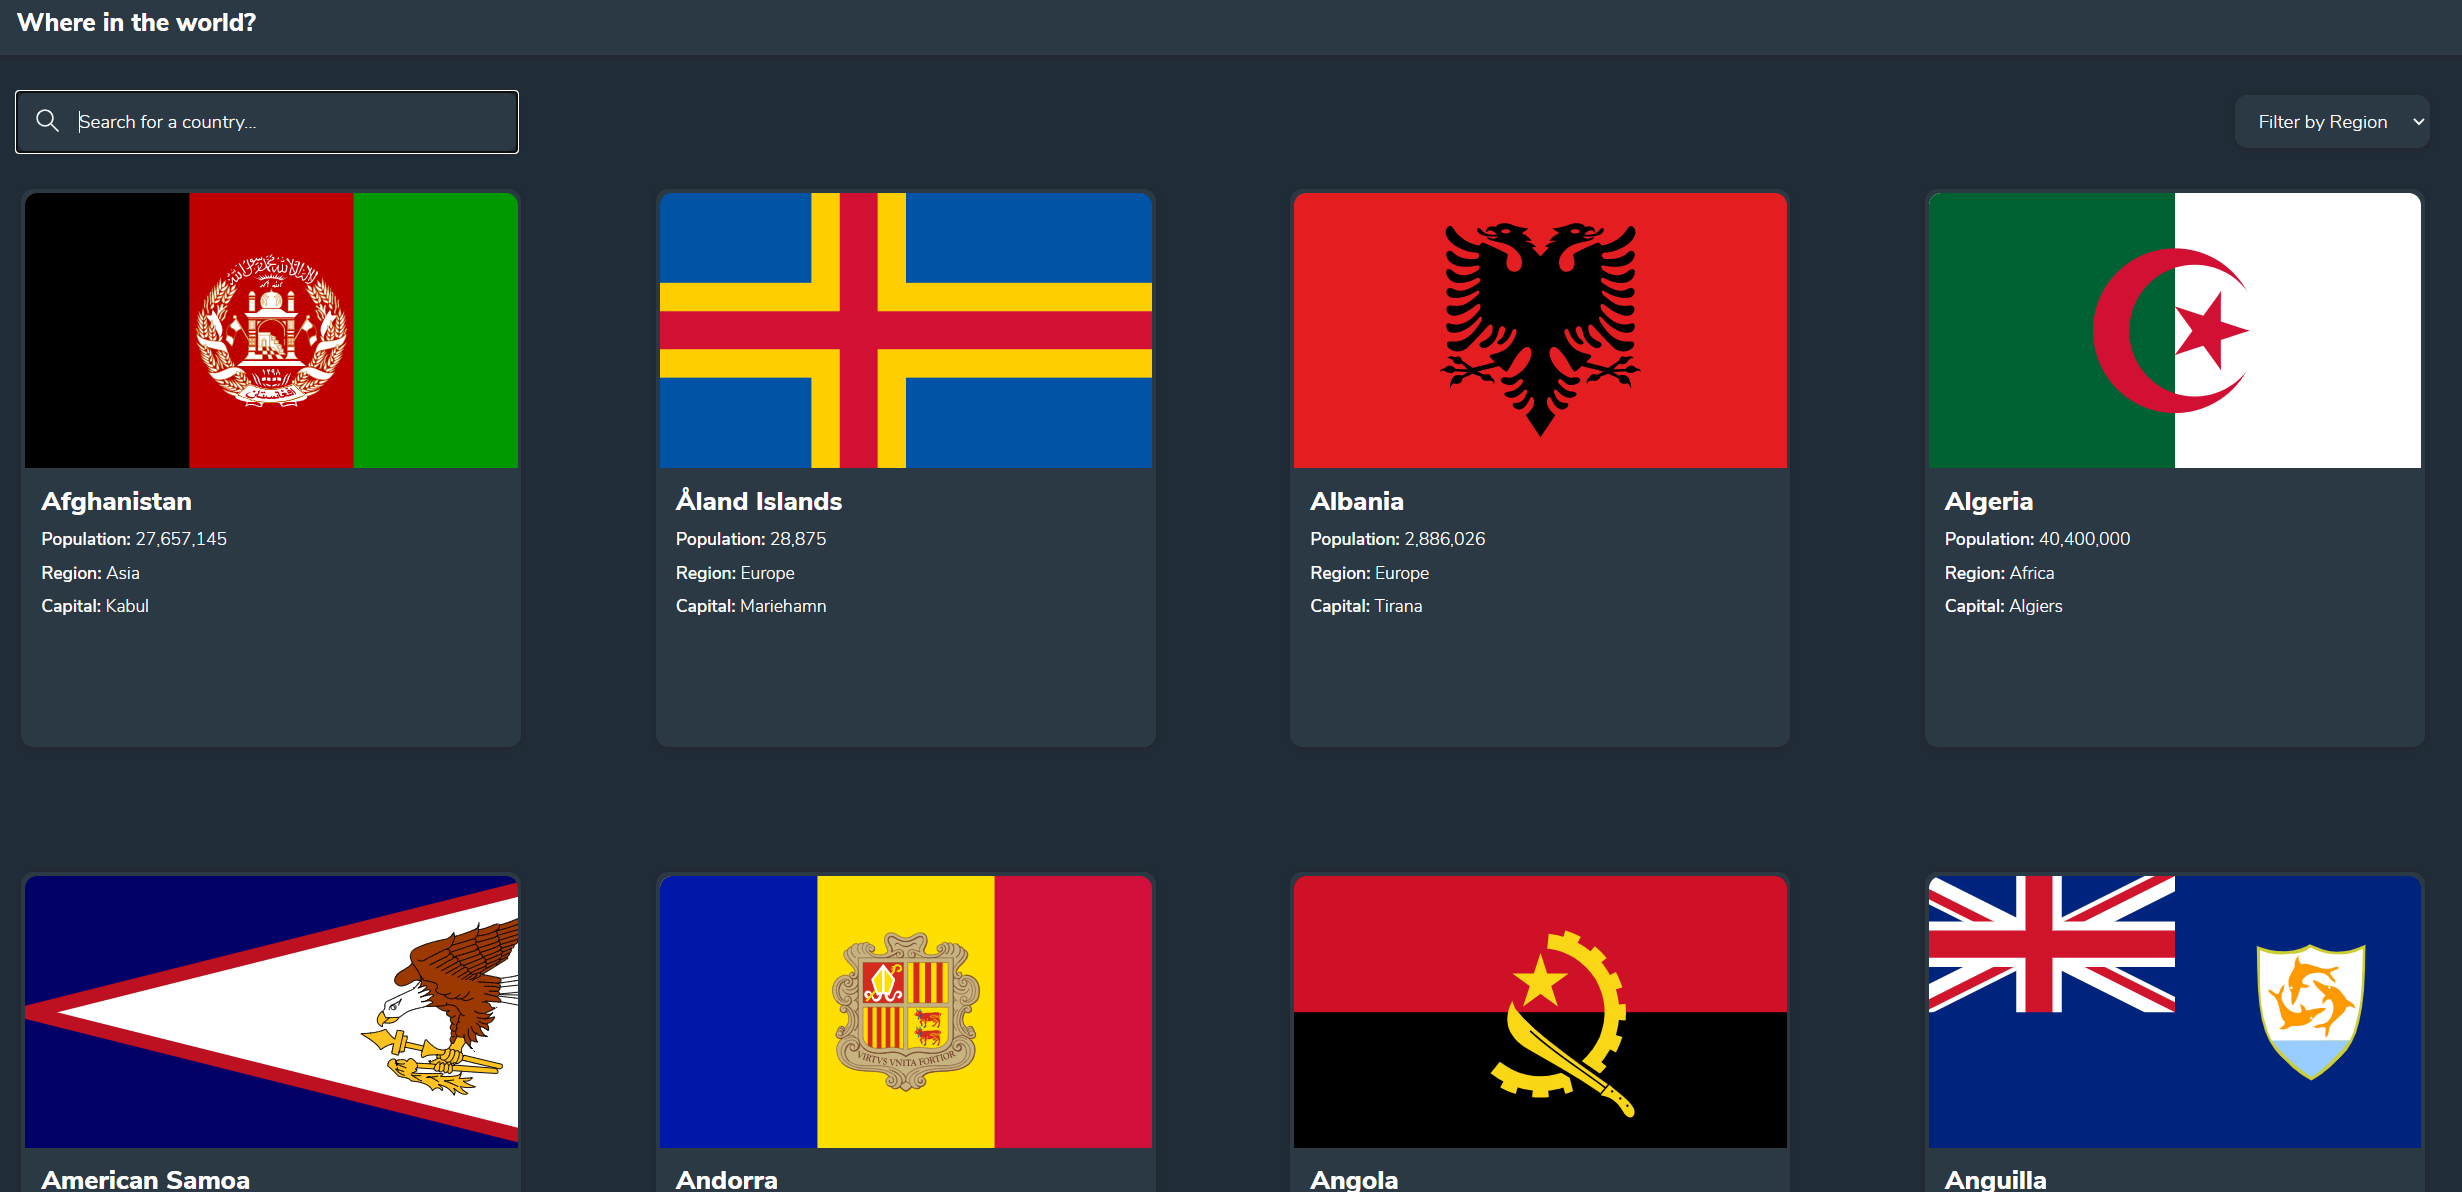 Where in the world?
Search for a country...
Filter by Region
Afghanistan
Population: 27,657,145
Region: Asia
Capital: Kabul
Åland Islands
Population: 28,875
Region: Europe
Capital: Mariehamn
Albania
Population: 2,886,026
Region: Europe
Capital: Tirana
Algeria
Population: 40,400,000
Region: Africa
Capital: Algiers
VIRTVS VNITA FORTIOR
American Samoa
Andorra
Angola
Anguilla